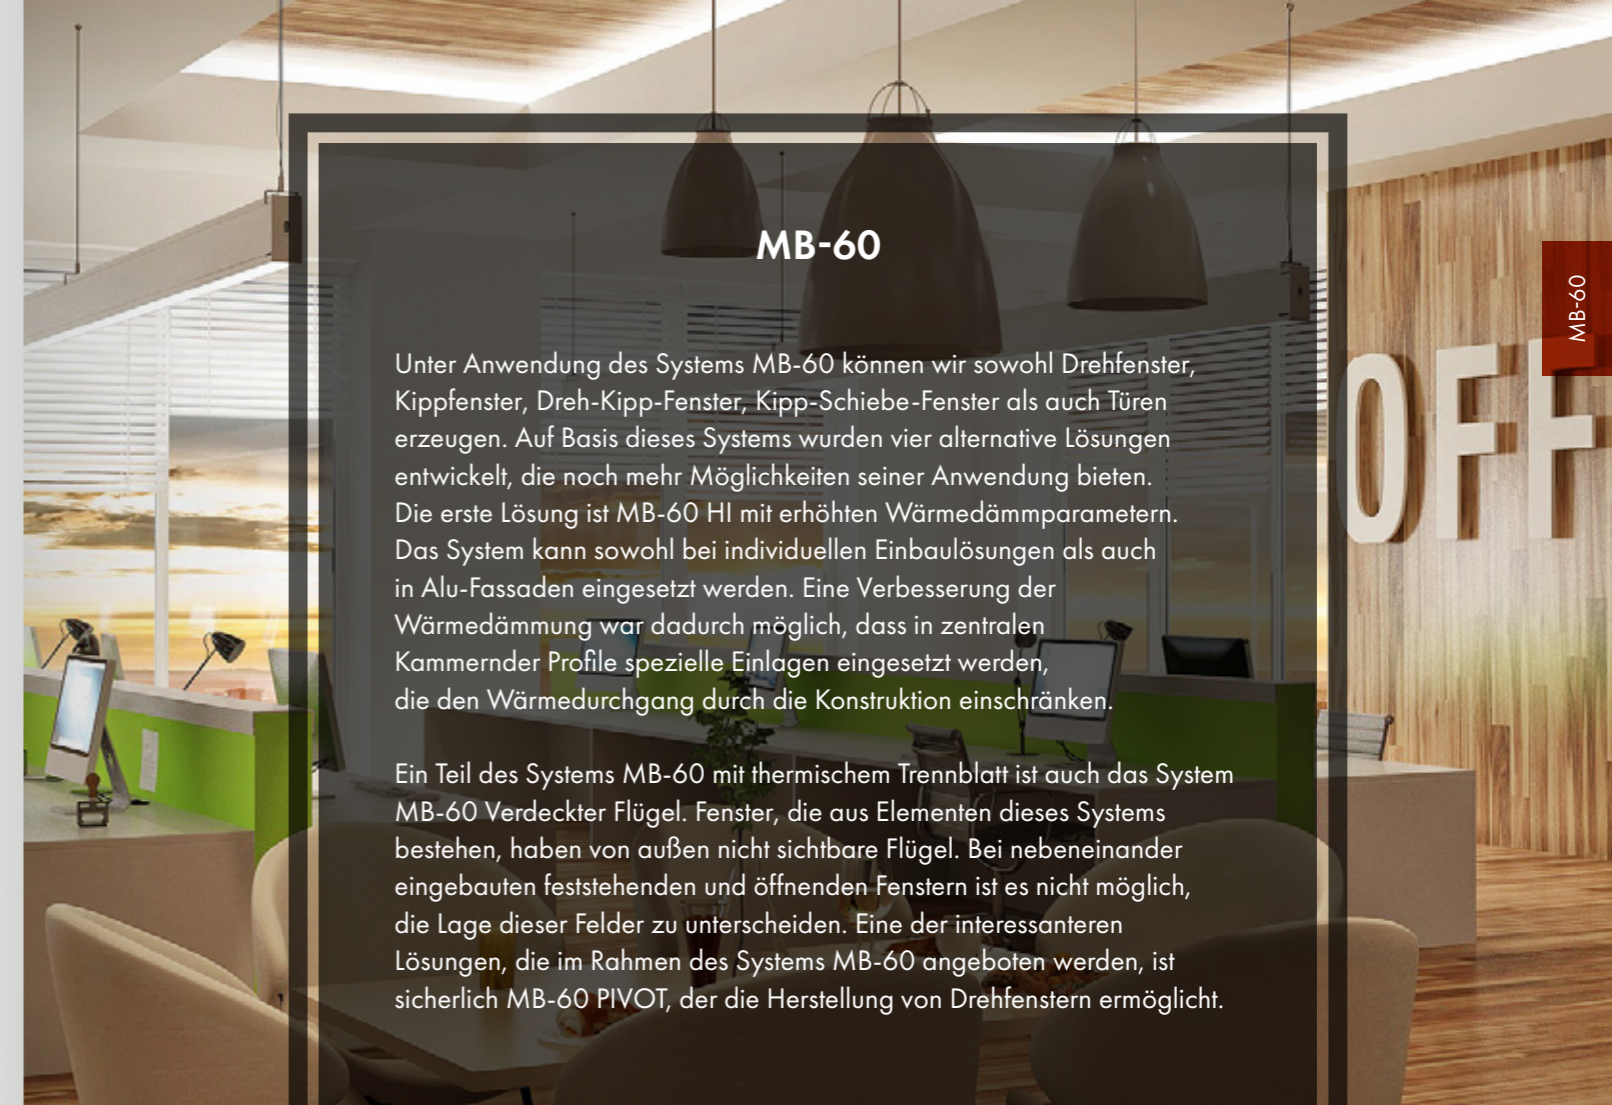 MB-60
MB-60
Unter Anwendung des Systems MB-60 können wir sowohl Drehfenster,
Kippfenster, Dreh-Kipp-Fenster, Kipp-Schiebe-Fenster als auch Türen
erzeugen. Auf Basis dieses Systems wurden vier alternative Lösungen
entwickelt, die noch mehr Möglichkeiten seiner Anwendung bieten.
Die erste Lösung ist MB-60 HI mit erhöhten Wärmedämmparametern.
Das System kann sowohl bei individuellen Einbaulösungen als auch
in Alu-Fassaden eingesetzt werden. Eine Verbesserung der
Wärmedämmung war dadurch möglich, dass in zentralen
Kammernder Profile spezielle Einlagen eingesetzt werden,
die den Wärmedurchgang durch die Konstruktion einschränken.
Ein Teil des Systems MB-60 mit thermischem Trennblatt ist auch das System
MB-60 Verdeckter Flügel. Fenster, die aus Elementen dieses Systems
bestehen, haben von außen nicht sichtbare Flügel. Bei nebeneinander
eingebauten feststehenden und öffnenden Fenstern ist es nicht möglich,
die Lage dieser Felder zu unterscheiden. Eine der interessanteren
Lösungen, die im Rahmen des Systems MB-60 angeboten werden, ist
sicherlich MB-60 PIVOT, der die Herstellung von Drehfenstern ermöglicht.
OFF